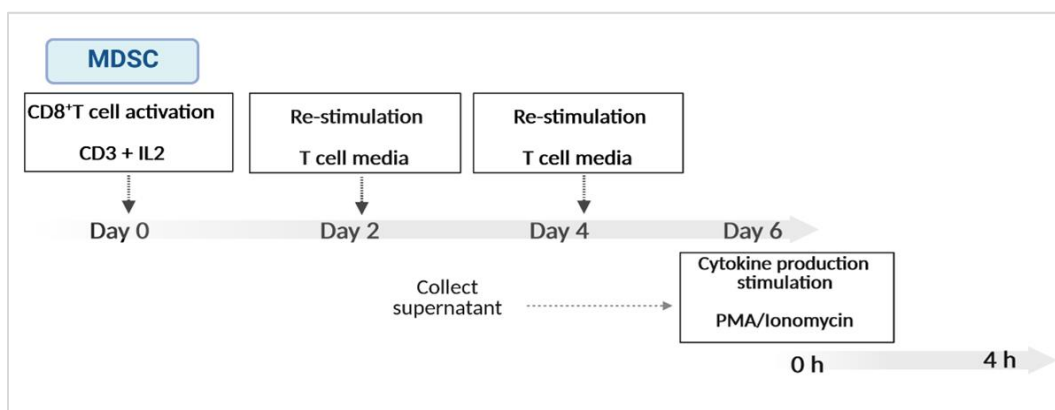 MDSC
CD8⁺T cell activation
CD3 + IL2
Re-stimulation
T cell media
Re-stimulation
T cell media
Day 0
Day 2
Day 4
Day 6
Collect
supernatant
Cytokine production
stimulation
PMA/Ionomycin
0 h
4 h